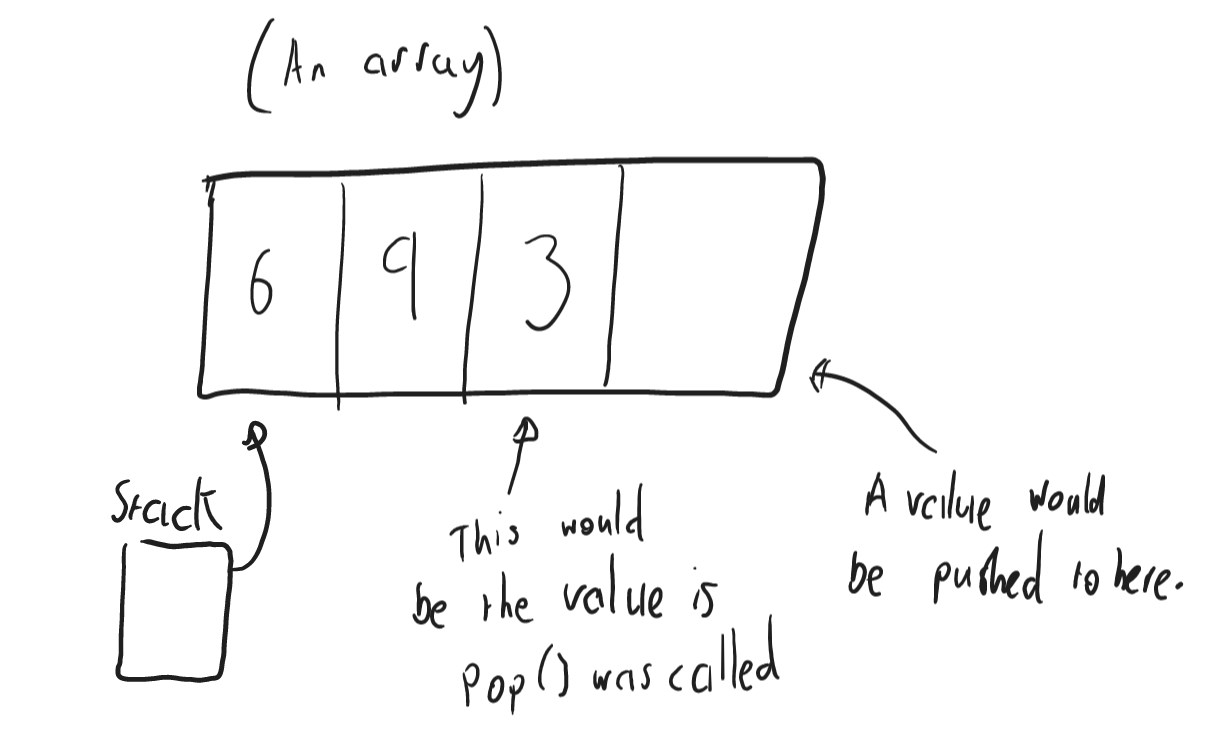 (An array)
6 9 3
Stack
This would
be the value is
Pop() was called
A value would
be pushed to here.